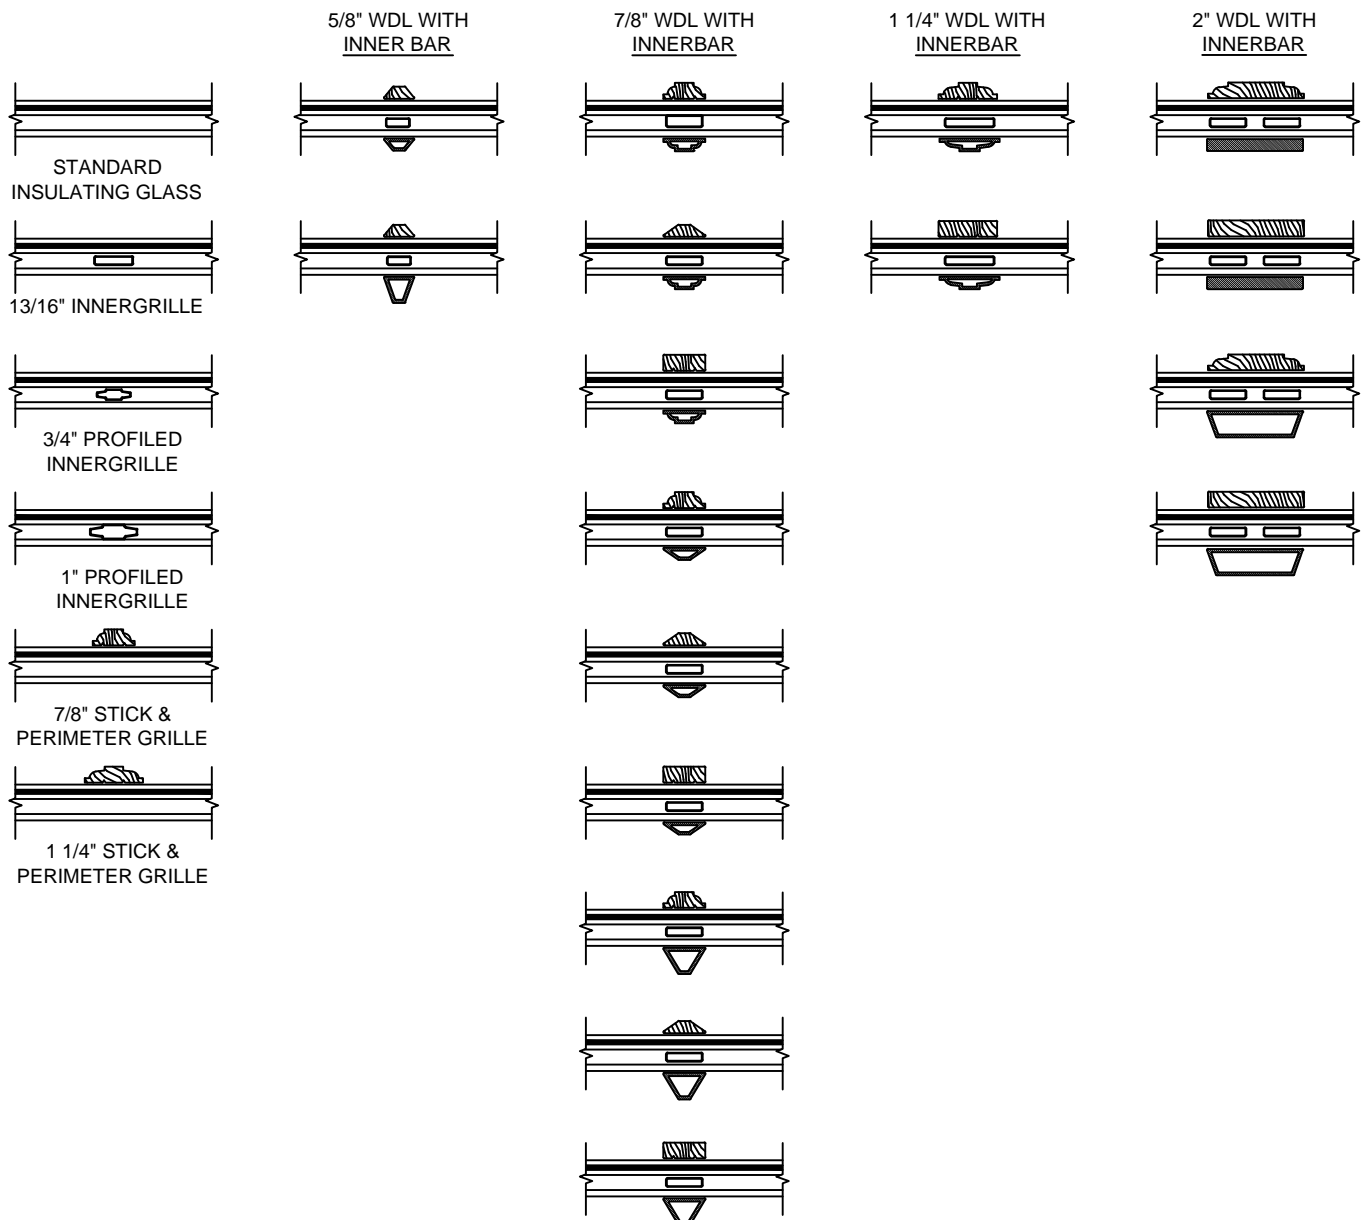 5/8" WDL WITH
INNER BAR
7/8" WDL WITH
INNERBAR
1 1/4" WDL WITH
INNERBAR
2" WDL WITH
INNERBAR
STANDARD
INSULATING GLASS
13/16" INNERGRILLE
3/4" PROFILED
INNERGRILLE
1" PROFILED
INNERGRILLE
7/8" STICK &
PERIMETER GRILLE
1 1/4" STICK &
PERIMETER GRILLE